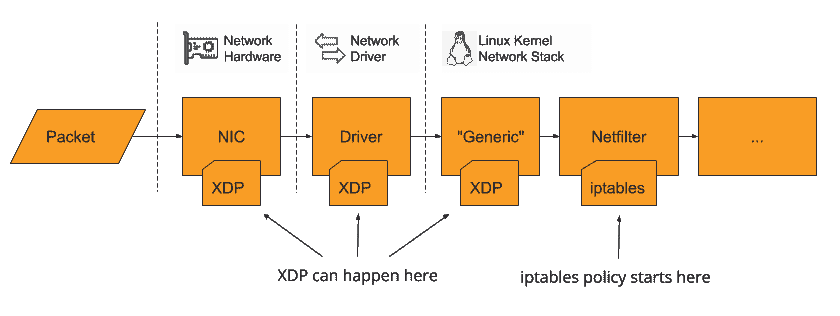 Network
Hardware
Network
Driver
Linux Kernel
Network Stack
Packet
NIC
Driver
"Generic"
Netfilter
...
XDP
XDP
XDP
iptables
XDP can happen here
iptables policy starts here